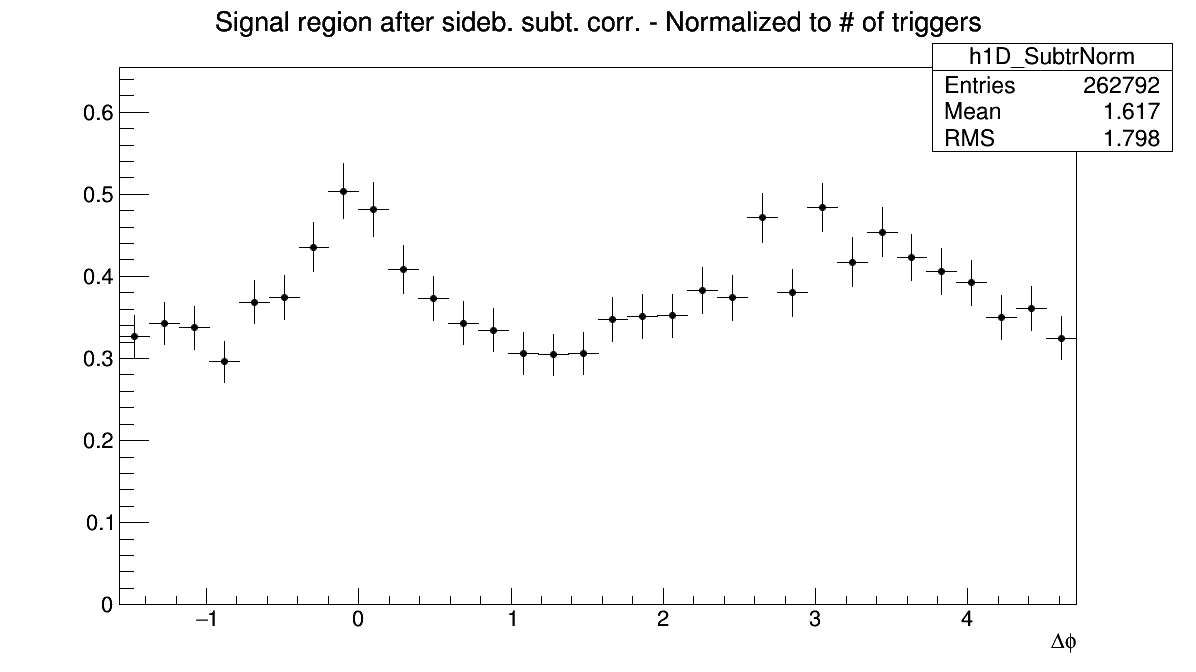 Signal region after sideb. subt. corr. - Normalized to # of triggers
h1D_SubtrNorm
Entries 262792
Mean 1.617
RMS 1.798
0.6
0.5
0.4
0.3
0.2
0.1
0
−1 0 1 2 3 4
Δϕ